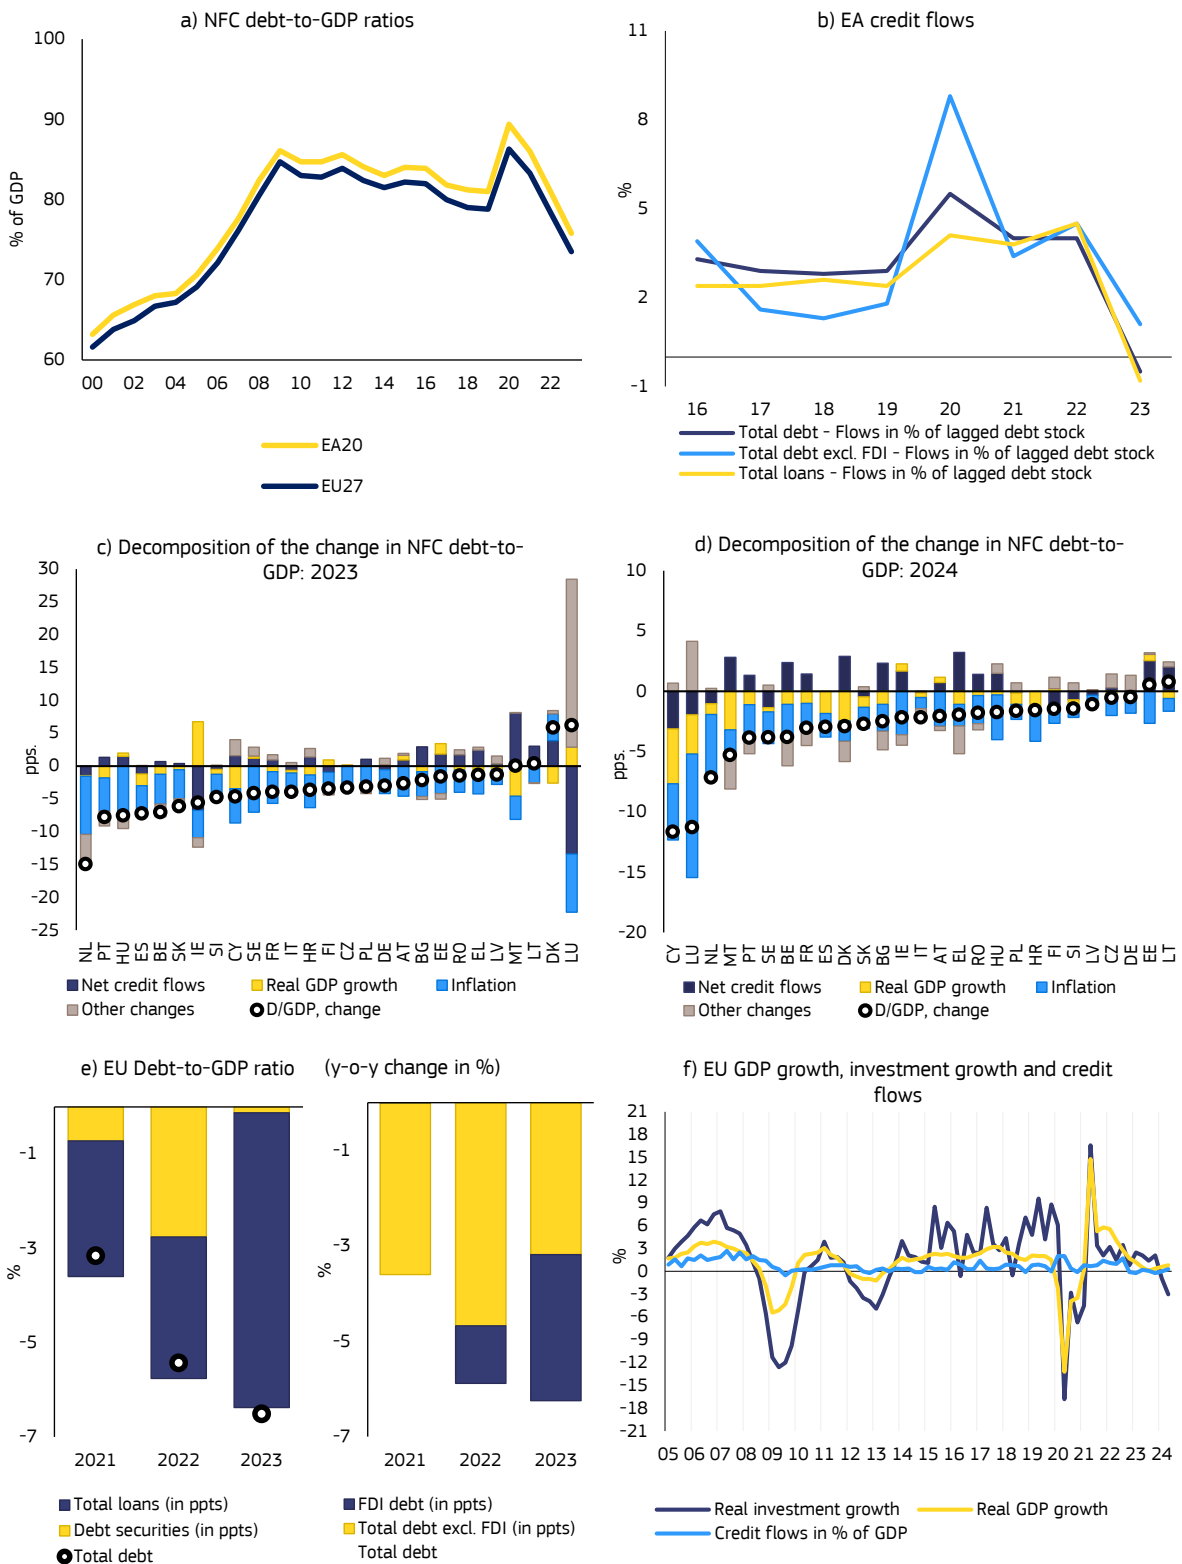 a) NFC debt-to-GDP ratios
100
90
80
70
60
% of GDP
00 02 04 06 08 10 12 14 16 18 20 22
EA20
EU27
b) EA credit flows
11
8
5
2
-1
%
16 17 18 19 20 21 22 23
Total debt - Flows in % of lagged debt stock
Total debt excl. FDI - Flows in % of lagged debt stock
Total loans - Flows in % of lagged debt stock
c) Decomposition of the change in NFC debt-to-
GDP: 2023
30
25
20
15
10
5
0
-5
-10
-15
-20
-25
pps.
NL PT HU ES BE SK IE SI CY SE FR IT HR FI CZ PL DE AT BG EE RO EL LV MT LT DK LU
Net credit flows Real GDP growth Inflation
Other changes D/GDP, change
d) Decomposition of the change in NFC debt-to-
GDP: 2024
10
5
0
-5
-10
-15
-20
pps.
CY LU NL MT PT SE BE FR ES DK SK BG IE IT AT EL RO HU PL HR FI SI LV CZ DE EE LT
Net credit flows Real GDP growth Inflation
Other changes D/GDP, change
e) EU Debt-to-GDP ratio (y-o-y change in %)
-1
-3
-5
-7
%
2021 2022 2023
Total loans (in ppts)
Debt securities (in ppts)
Total debt
-1
-3
-5
-7
%
2021 2022 2023
FDI debt (in ppts)
Total debt excl. FDI (in ppts)
Total debt
f) EU GDP growth, investment growth and credit
flows
21
18
15
12
9
6
3
0
-3
-6
-9
-12
-15
-18
-21
%
05 06 07 08 09 10 11 12 13 14 15 16 17 18 19 20 21 22 23 24
Real investment growth Real GDP growth
Credit flows in % of GDP